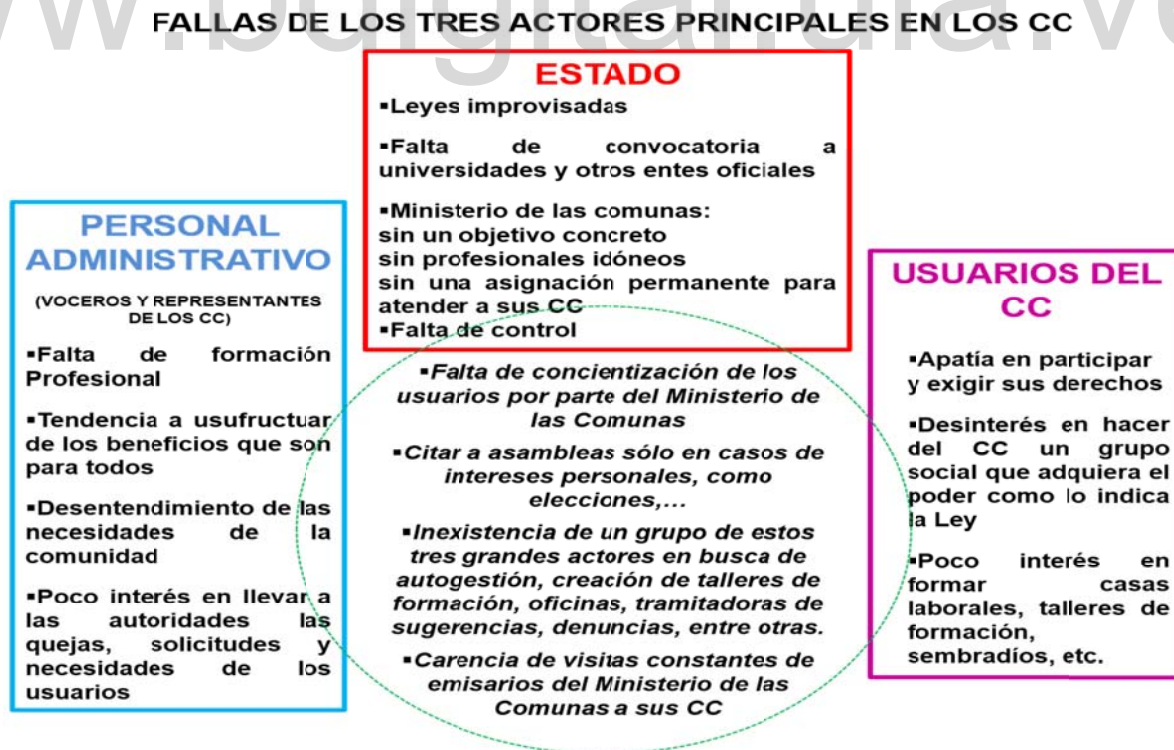 FALLAS DE LOS TRES ACTORES PRINCIPALES EN LOS CC
ESTADO
▪Leyes improvisadas
▪Falta de convocatoria a
universidades y otros entes oficiales
▪Ministerio de las comunas:
sin un objetivo concreto
sin profesionales idóneos
sin una asignación permanente para
atender a sus CC
▪Falta de control
PERSONAL
ADMINISTRATIVO
(VOCEROS Y REPRESENTANTES
DE LOS CC)
▪Falta de formación
Profesional
▪Tendencia a usufructuar
de los beneficios que son
para todos
▪Desentendimiento de las
necesidades de la
comunidad
▪Poco interés en llevar a
las autoridades las
quejas, solicitudes y
necesidades de los
usuarios
▪Falta de concientización de los
usuarios por parte del Ministerio de
las Comunas
▪Citar a asambleas sólo en casos de
intereses personales, como
elecciones,...
▪Inexistencia de un grupo de estos
tres grandes actores en busca de
autogestión, creación de talleres de
formación, oficinas, tramitadoras de
sugerencias, denuncias, entre otras.
▪Carencia de visitas constantes de
emisarios del Ministerio de las
Comunas a sus CC
USUARIOS DEL
CC
▪Apatía en participar
y exigir sus derechos
▪Desinterés en hacer
del CC un grupo
social que adquiera el
poder como lo indica
la Ley
▪Poco interés en
formar casas
laborales, talleres de
formación,
sembradíos, etc.